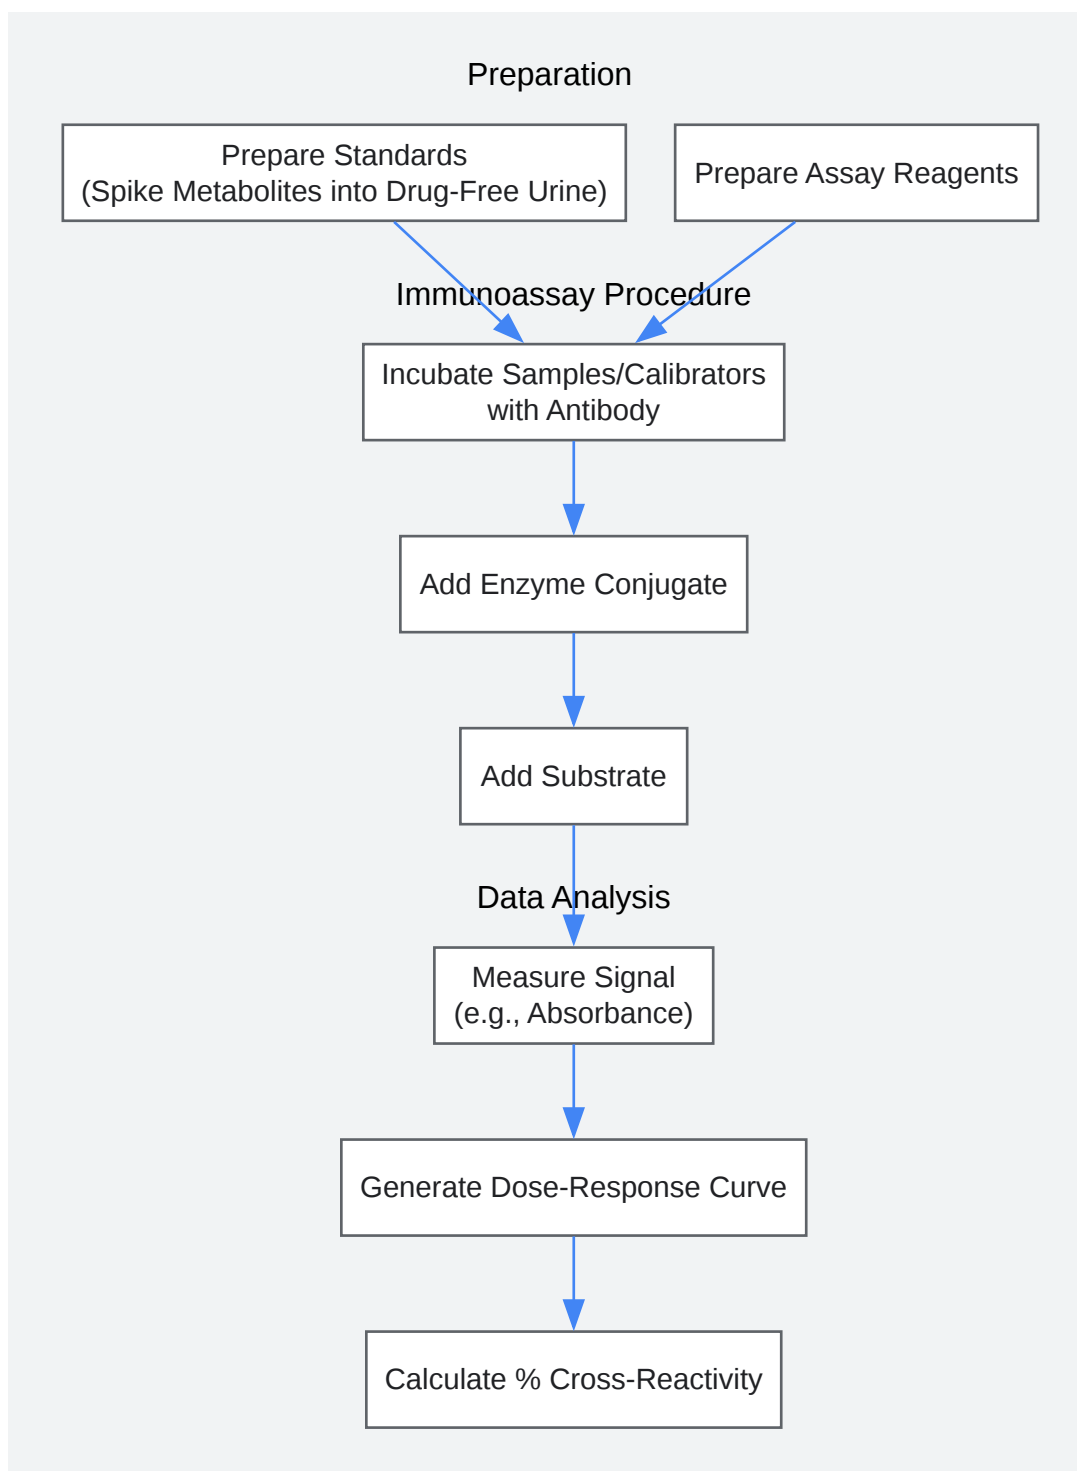 Preparation
Prepare Standards
(Spike Metabolites into Drug-Free Urine)
Prepare Assay Reagents
Immunoassay Procedure
Incubate Samples/Calibrators
with Antibody
Add Enzyme Conjugate
Add Substrate
Data Analysis
Measure Signal
(e.g., Absorbance)
Generate Dose-Response Curve
Calculate % Cross-Reactivity